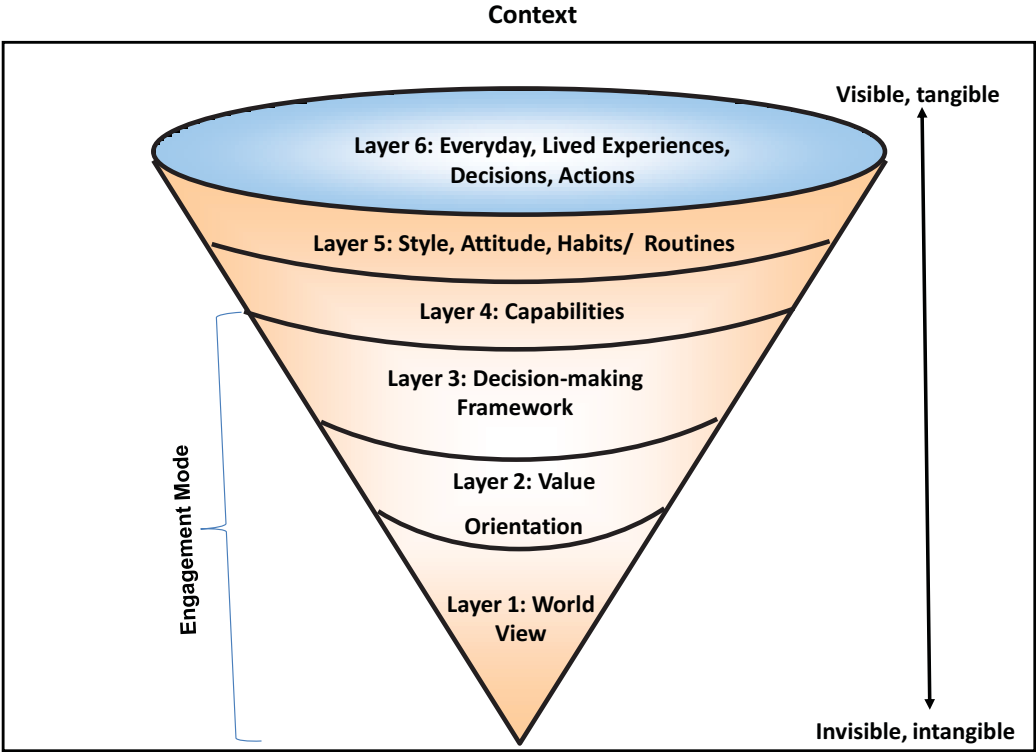 Context
Visible, tangible
Layer 6: Everyday, Lived Experiences,
Decisions, Actions
Layer 5: Style, Attitude, Habits/ Routines
Layer 4: Capabilities
Layer 3: Decision-making
Framework
Layer 2: Value
Orientation
Layer 1: World
View
Engagement Mode
Invisible, intangible